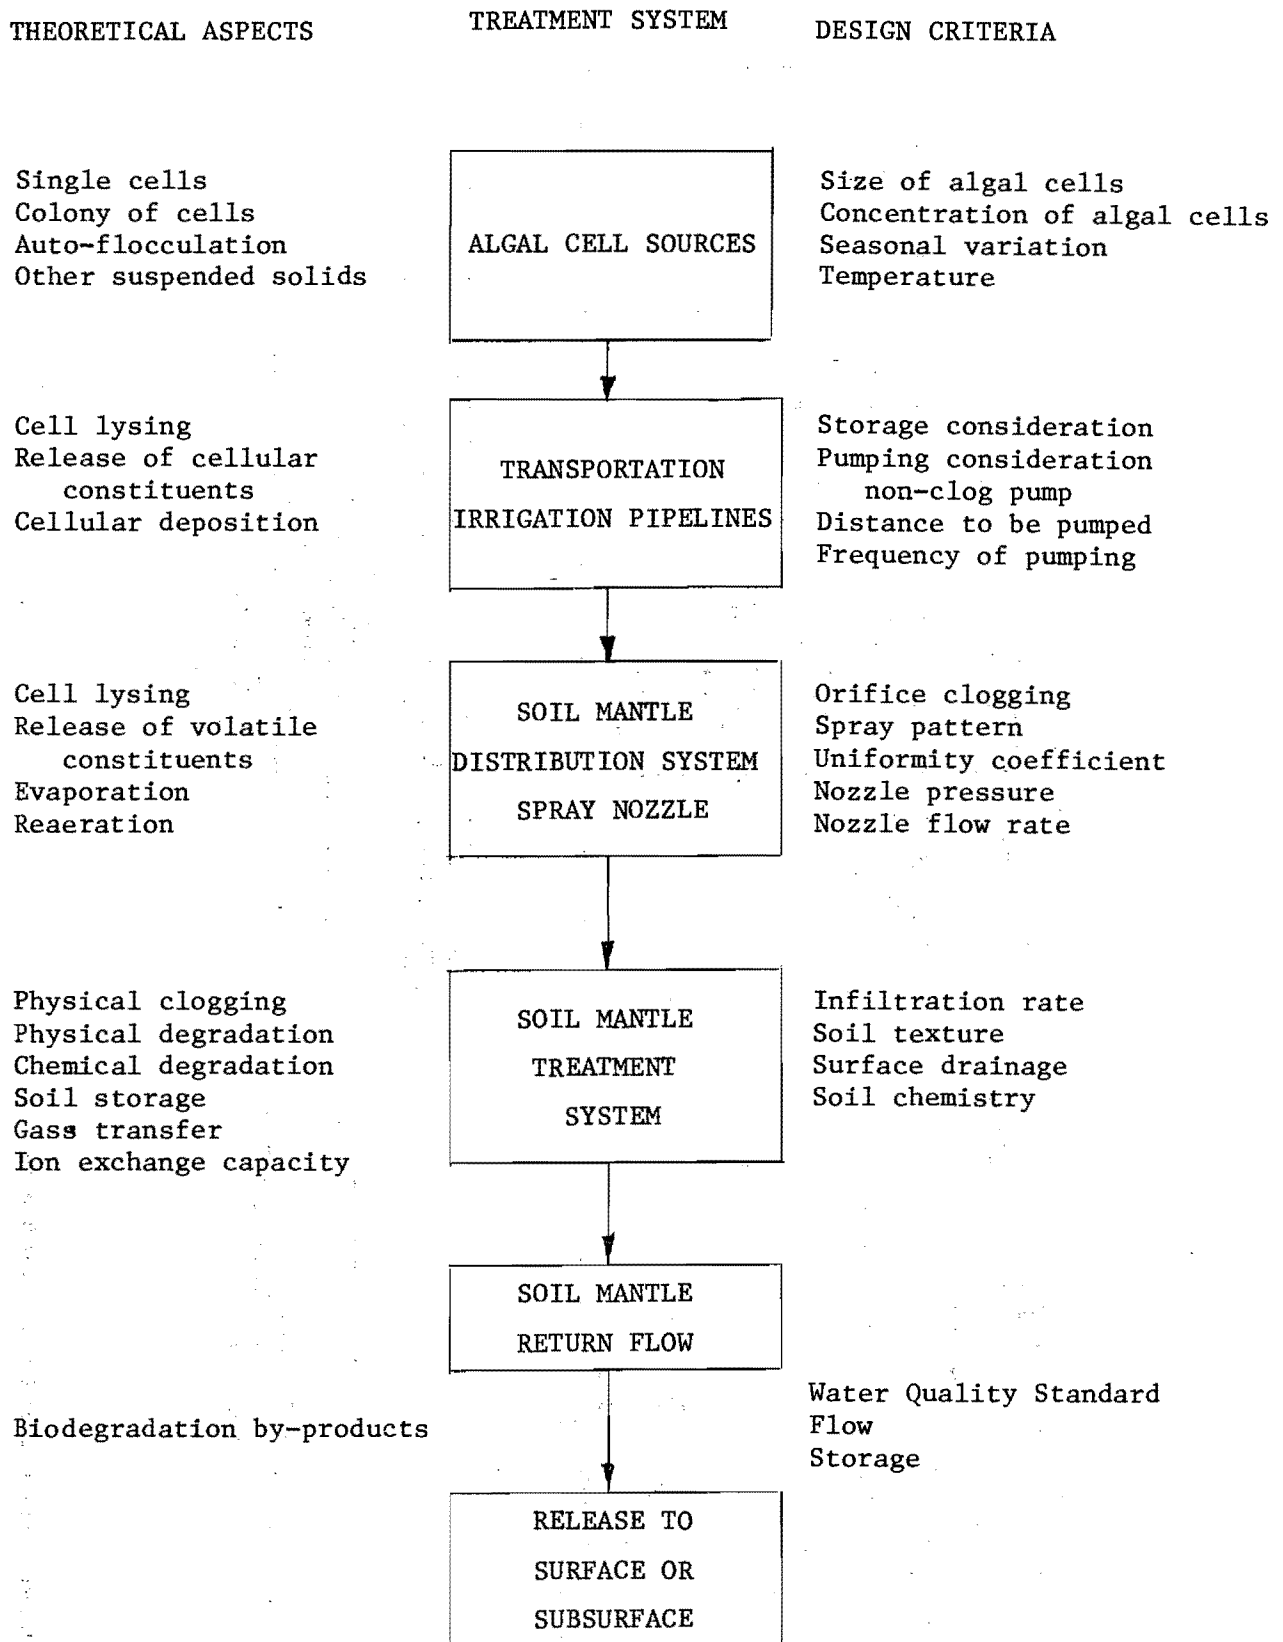 THEORETICAL ASPECTS
TREATMENT SYSTEM
DESIGN CRITERIA
Single cells
Colony of cells
Auto-flocculation
Other suspended solids
ALGAL CELL SOURCES
Size of algal cells
Concentration of algal cells
Seasonal variation
Temperature
Cell lysing
Release of cellular
constituents
Cellular deposition
TRANSPORTATION
IRRIGATION PIPELINES
Storage consideration
Pumping consideration
non-clog pump
Distance to be pumped
Frequency of pumping
Cell lysing
Release of volatile
constituents
Evaporation
Reaeration
SOIL MANTLE
DISTRIBUTION SYSTEM
SPRAY NOZZLE
Orifice clogging
Spray pattern
Uniformity coefficient
Nozzle pressure
Nozzle flow rate
Physical clogging
Physical degradation
Chemical degradation
Soil storage
Gass transfer
Ion exchange capacity
SOIL MANTLE
TREATMENT
SYSTEM
Infiltration rate
Soil texture
Surface drainage
Soil chemistry
SOIL MANTLE
RETURN FLOW
Biodegradation by-products
Water Quality Standard
Flow
Storage
RELEASE TO
SURFACE OR
SUBSURFACE